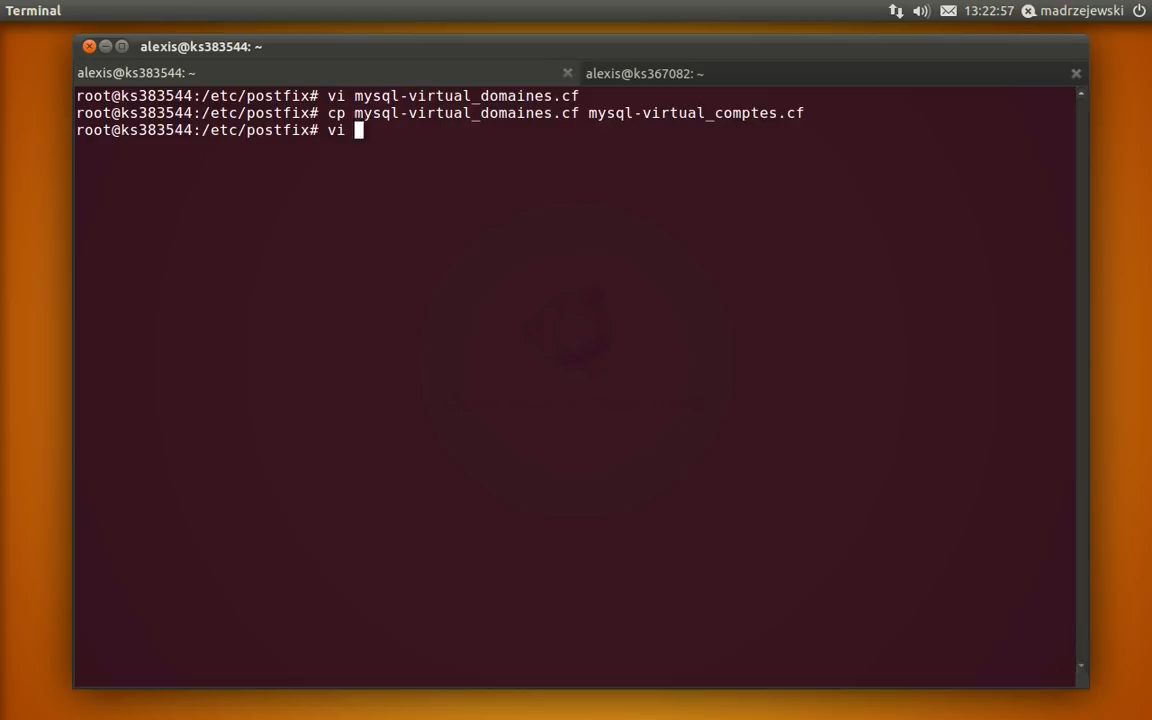 Terminal
13:22:57
madrzejewski
alexis@ks383544: ~
alexis@ks383544: ~
alexis@ks367082: ~
root@ks383544:/etc/postfix# vi mysql-virtual_domaines.cf
root@ks383544:/etc/postfix# cp mysql-virtual_domaines.cf mysql-virtual_comptes.cf
root@ks383544:/etc/postfix# vi